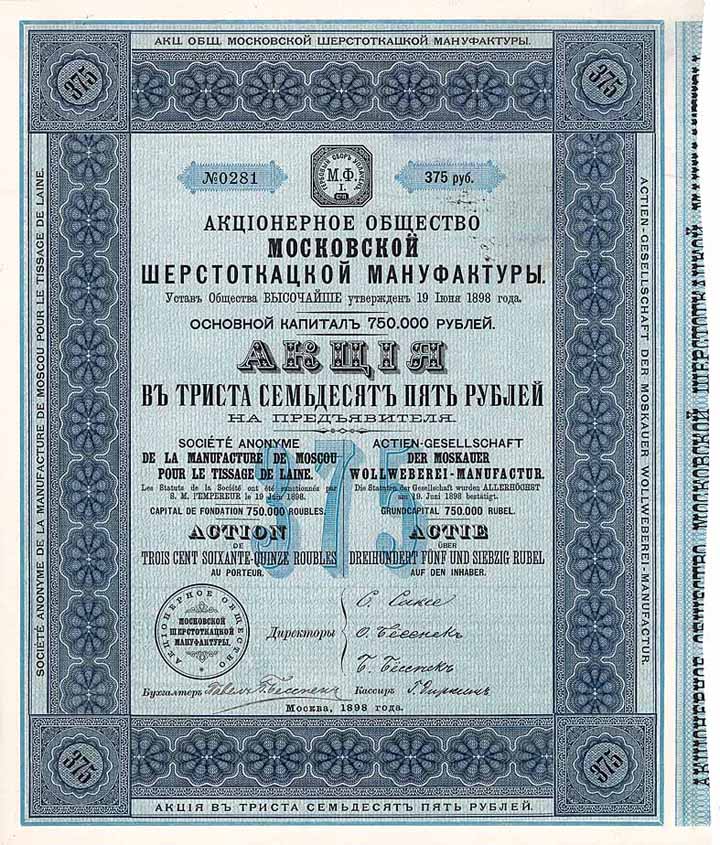 АКЦ. ОБЩ. МОСКОВСКОЙ ШЕРСТОТКАЦКОЙ МАНУФАКТУРЫ.
375
375
№0281
ГЕРБОВЫЙ СБОРЪ УПЛАЧЕНЪ
М.Ф.
I.
375 руб.
АКЦІОНЕРНОЕ ОБЩЕСТВО
МОСКОВСКОЙ
ШЕРСТОТКАЦКОЙ МАНУФАКТУРЫ.
Уставъ Общества ВЫСОЧАЙШЕ утвержденъ 19 Іюня 1898 года.
ОСНОВНОЙ КАПИТАЛЪ 750.000 РУБЛЕЙ.
АКЦІЯ
ВЪ ТРИСТА СЕМЬДЕСЯТЪ ПЯТЬ РУБЛЕЙ
НА ПРЕДЪЯВИТЕЛЯ.
375
SOCIÉTÉ ANONYME
DE LA MANUFACTURE DE MOSCOU
POUR LE TISSAGE DE LAINE.
Les Statuts de la Société ont été sanctionnés par
S. M. l'EMPEREUR le 19 Juin 1898.
CAPITAL DE FONDATION 750.000 ROUBLES.
ACTION
DE
TROIS CENT SOIXANTE-QUINZE ROUBLES
AU PORTEUR.
ACTIEN-GESELLSCHAFT
DER MOSKAUER
WOLLWEBEREI-MANUFACTUR.
Die Statuten der Gesellschaft wurden ALLERHÖCHST
am 19. Juni 1898 bestätigt.
GRUNDCAPITAL 750.000 RUBEL.
ACTIE
ÜBER
DREIHUNDERT FÜNF UND SIEBZIG RUBEL
AUF DEN INHABER.
АКЦІОНЕРНОЕ ОБЩЕСТВО
МОСКОВСКОЙ
ШЕРСТОТКАЦКОЙ
МАНУФАКТУРЫ.
Директоры
Бухгалтеръ
Кассиръ
Москва, 1898 года.
375
375
АКЦІЯ ВЪ ТРИСТА СЕМЬДЕСЯТЪ ПЯТЬ РУБЛЕЙ.
SOCIÉTÉ ANONYME DE LA MANUFACTURE DE MOSCOU POUR LE TISSAGE DE LAINE.
ACTIEN-GESELLSCHAFT DER MOSKAUER WOLLWEBEREI-MANUFACTUR.
АКЦІОНЕРНОЕ ОБЩЕСТВО МОСКОВСКОЙ ШЕРСТОТКАЦКОЙ